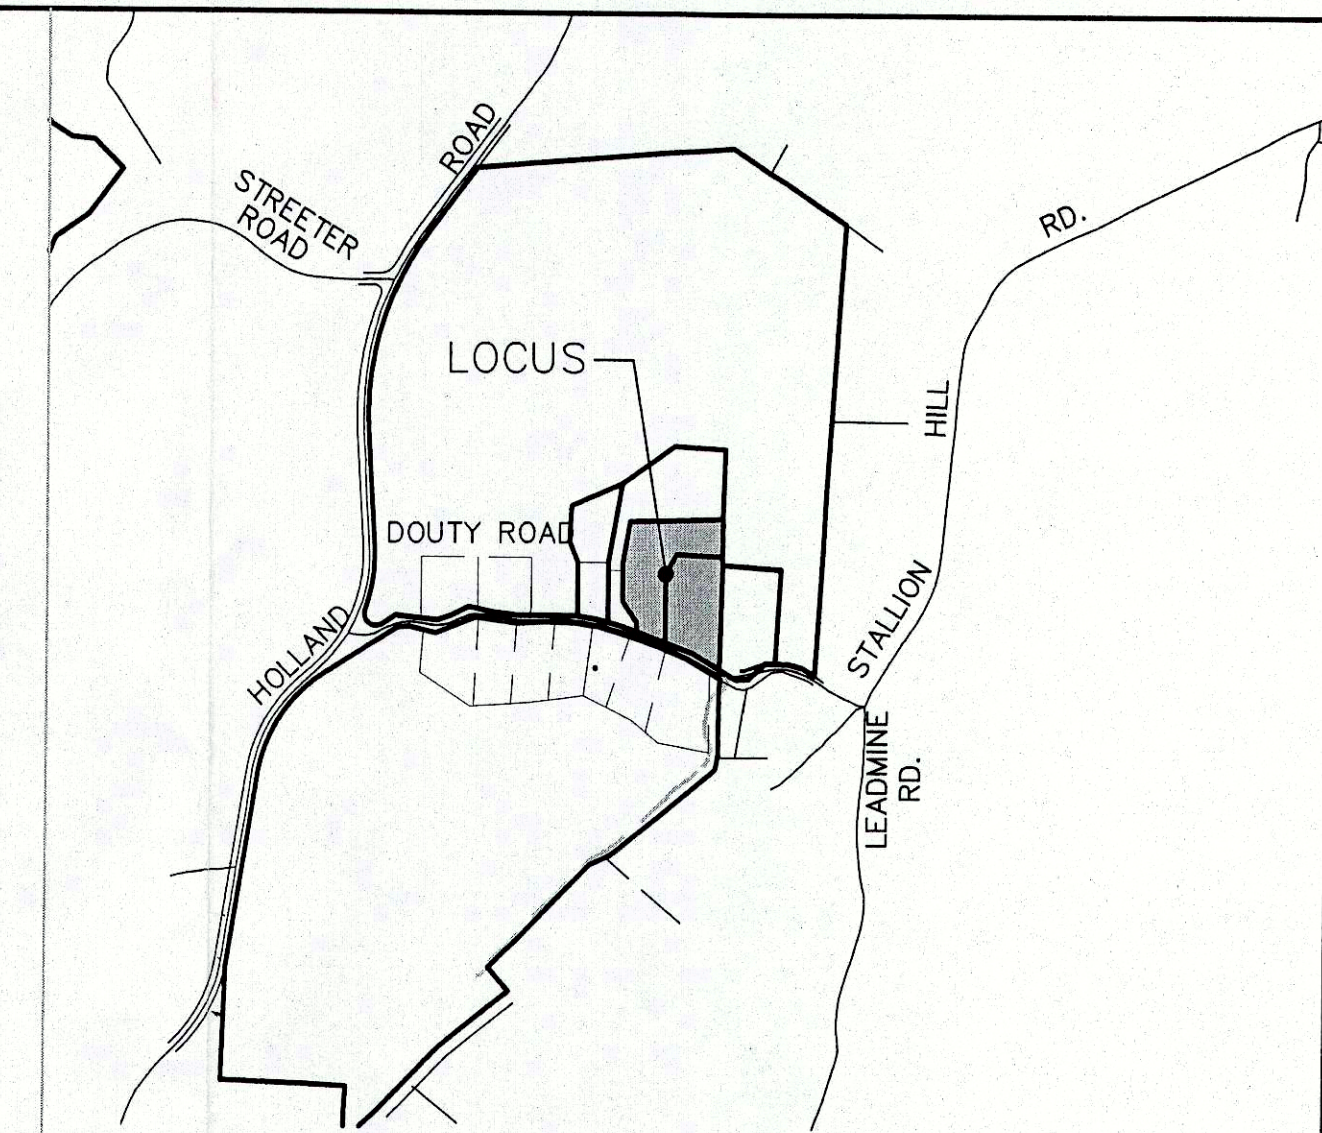 ROAD
STREETER
ROAD
RD.
LOCUS
HILL
DOUTY ROAD
STALLION
HOLLAND
LEADMINE
RD.